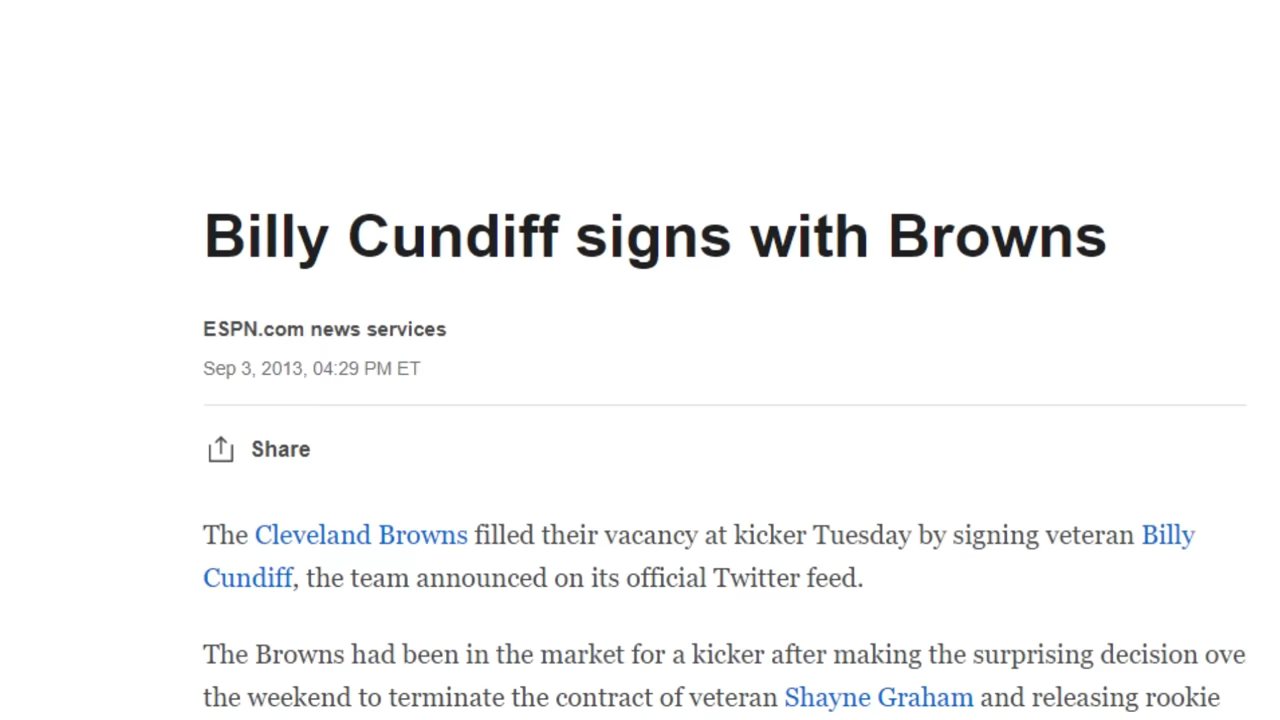 Billy Cundiff signs with Browns
ESPN.com news services
Sep 3, 2013, 04:29 PM ET
Share
The Cleveland Browns filled their vacancy at kicker Tuesday by signing veteran Billy
Cundiff, the team announced on its official Twitter feed.
The Browns had been in the market for a kicker after making the surprising decision ove
the weekend to terminate the contract of veteran Shayne Graham and releasing rookie